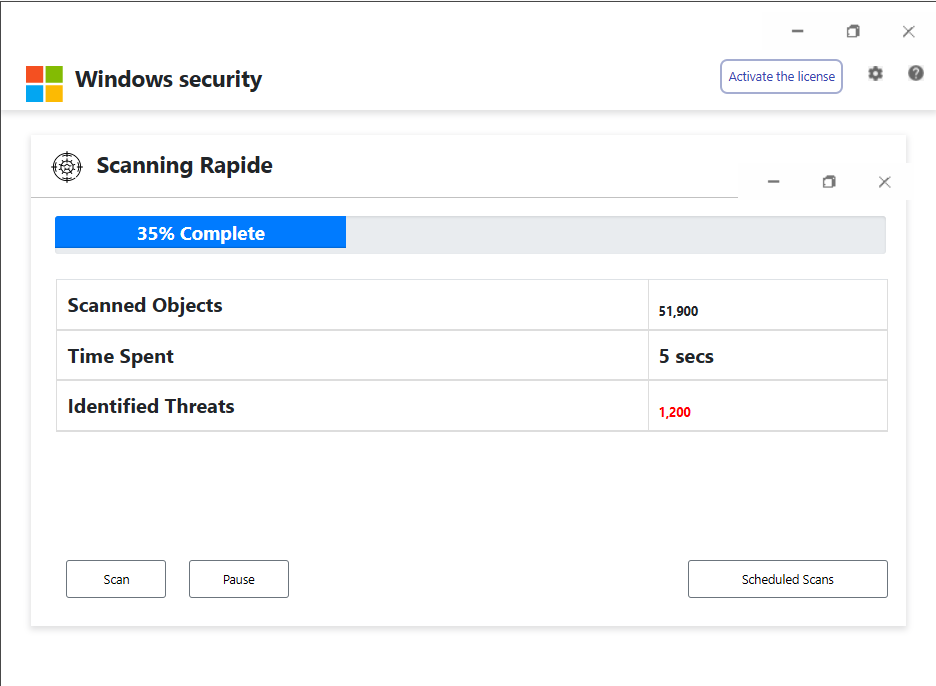 Windows security
Activate the license
Scanning Rapide
35% Complete
Scanned Objects 51,900
Time Spent 5 secs
Identified Threats 1,200
Scan Pause Scheduled Scans